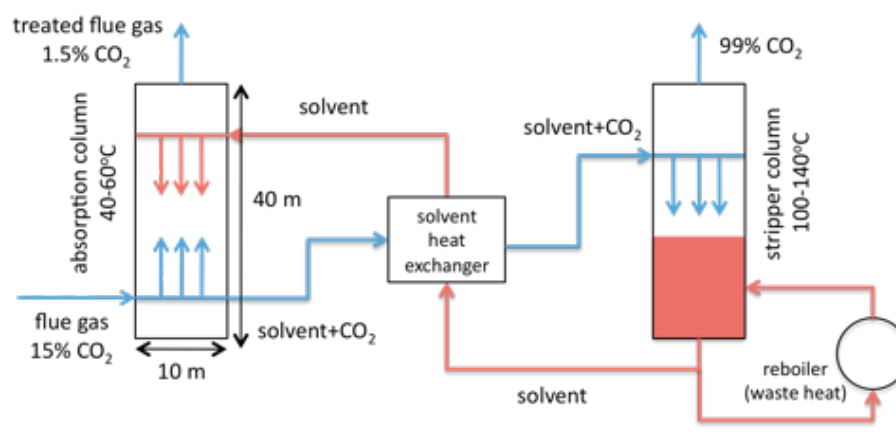 treated flue gas
1.5% CO₂
99% CO₂
solvent
solvent+CO₂
absorption column
40-60°C
40 m
stripper column
100-140°C
solvent
heat
exchanger
flue gas
15% CO₂
solvent+CO₂
10 m
reboiler
(waste heat)
solvent